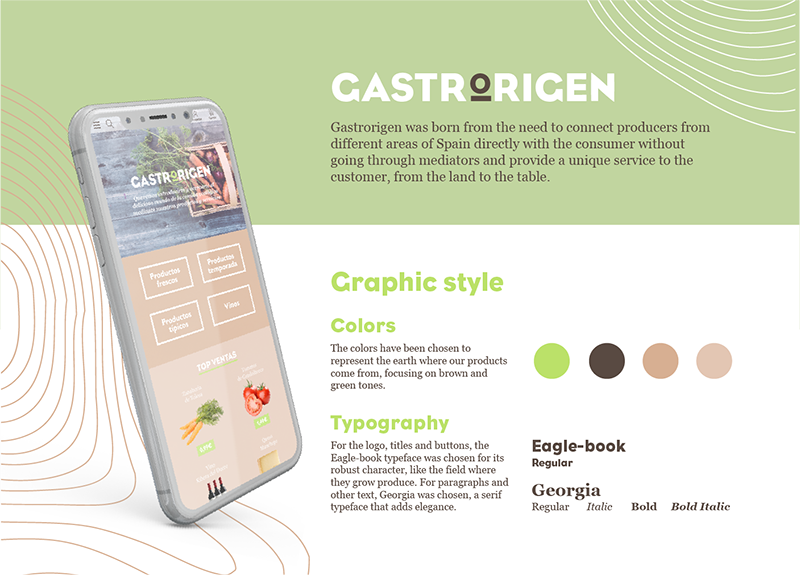 GASTRORIGEN
Gastrorigen was born from the need to connect producers from
different areas of Spain directly with the consumer without
going through mediators and provide a unique service to the
customer, from the land to the table.
GASTRORIGEN
Productos
frescos
Productos
temporada
Productos
típicos
Vinos
TOP VENTAS
Graphic style
Colors
The colors have been chosen to
represent the earth where our products
come from, focusing on brown and
green tones.
Typography
For the logo, titles and buttons, the
Eagle-book typeface was chosen for its
robust character, like the field where
they grow produce. For paragraphs and
other text, Georgia was chosen, a serif
typeface that adds elegance.
Eagle-book
Regular
Georgia
Regular Italic Bold Bold Italic